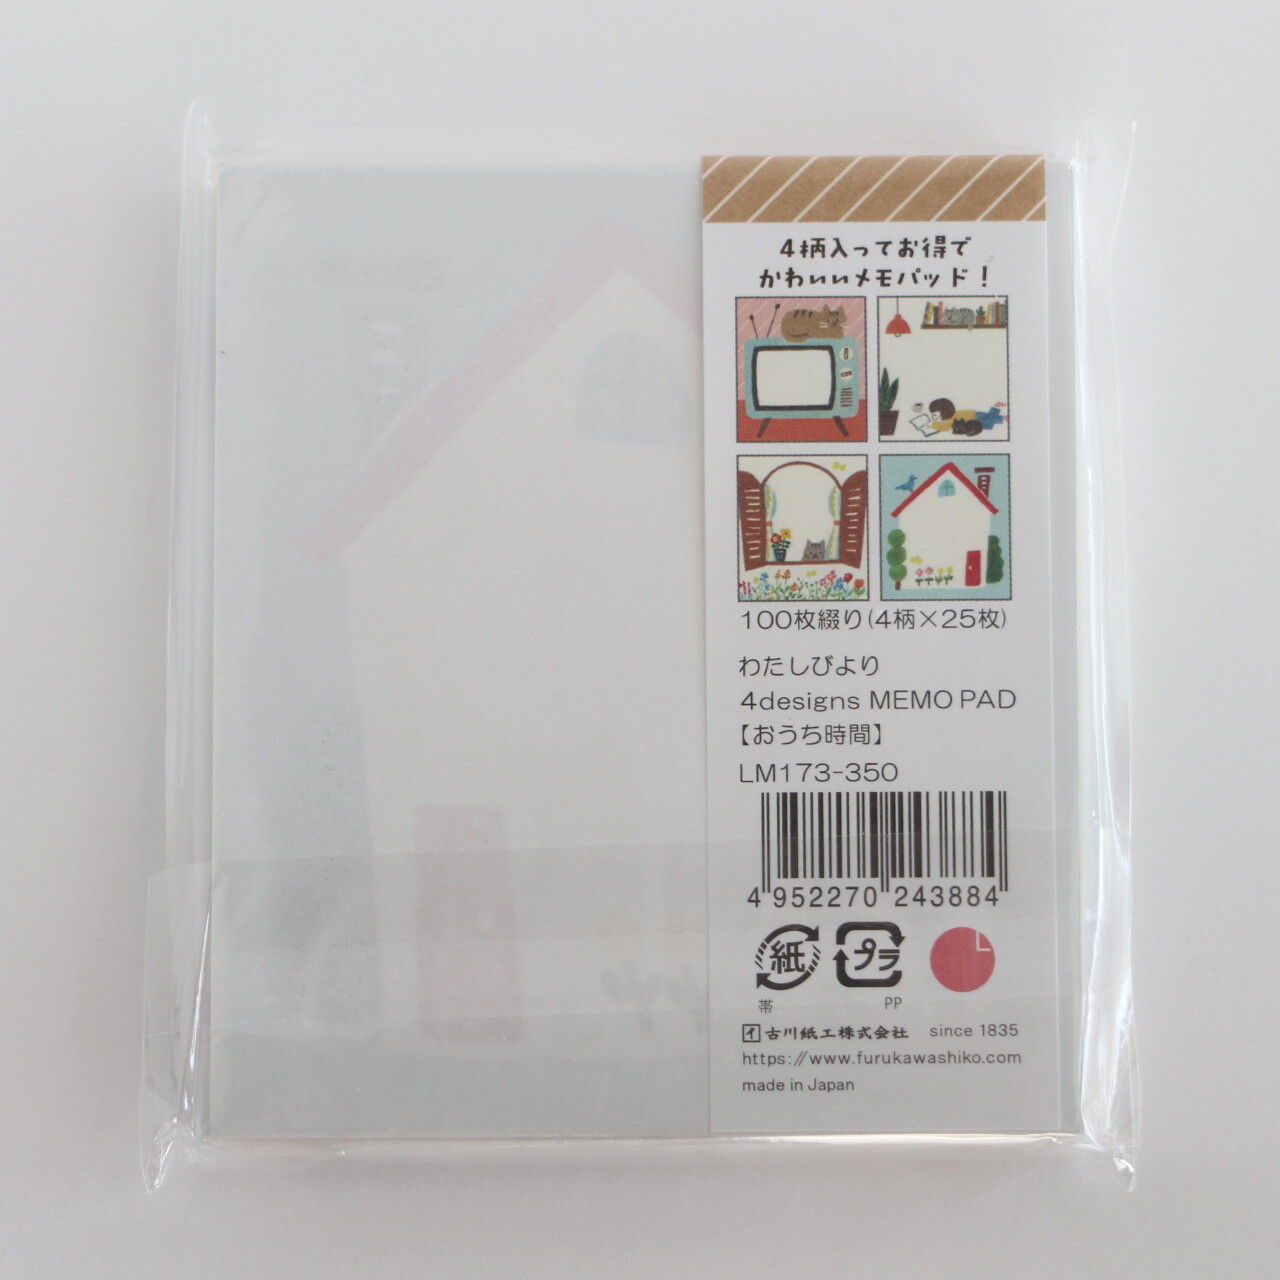 4柄入ってお得で
かわいいメモパッド!
100枚綴り(4柄×25枚)
わたしびより
4designs MEMO PAD
【おうち時間】
LM173-350
4 952270 243884
紙 プラ
帯 PP
イ 古川紙工株式会社 since 1835
https://www.furukawashiko.com
made in Japan